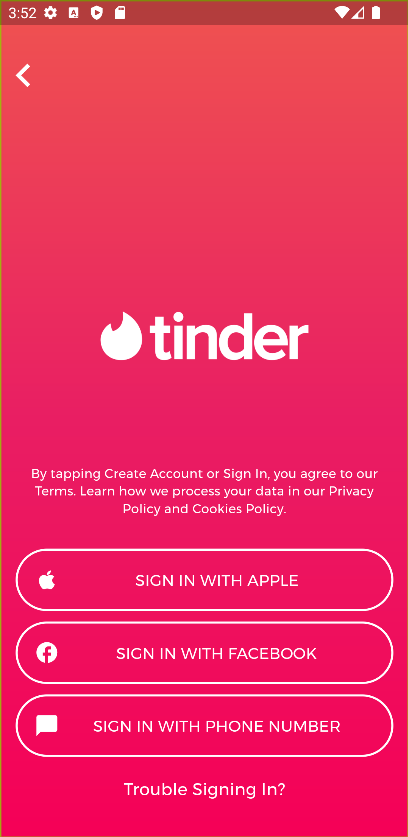 3:52
tinder
By tapping Create Account or Sign In, you agree to our
Terms. Learn how we process your data in our Privacy
Policy and Cookies Policy.
SIGN IN WITH APPLE
SIGN IN WITH FACEBOOK
SIGN IN WITH PHONE NUMBER
Trouble Signing In?